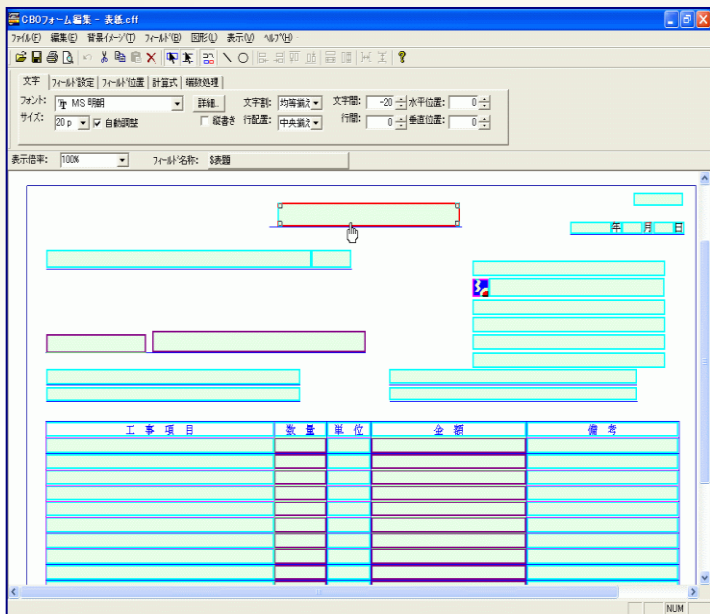 CBOフォーム編集 - 表紙.cff
ファイル(F) 編集(E) 背景イメージ(T) フィールド(B) 図形(L) 表示(V) ヘルプ(H)
文字 フィールド設定 フィールド位置 計算式 端数処理
フォント: MS 明朝 詳細.. 文字割: 均等揃え 文字間: -20 水平位置: 0
サイズ: 20 p 自動調整 縦書き 行配置: 中央揃え 行間: 0 垂直位置: 0
表示倍率: 100% フィールド名称: $表題
年 月 日
工事項目 数量 単位 金額 備考
NUM